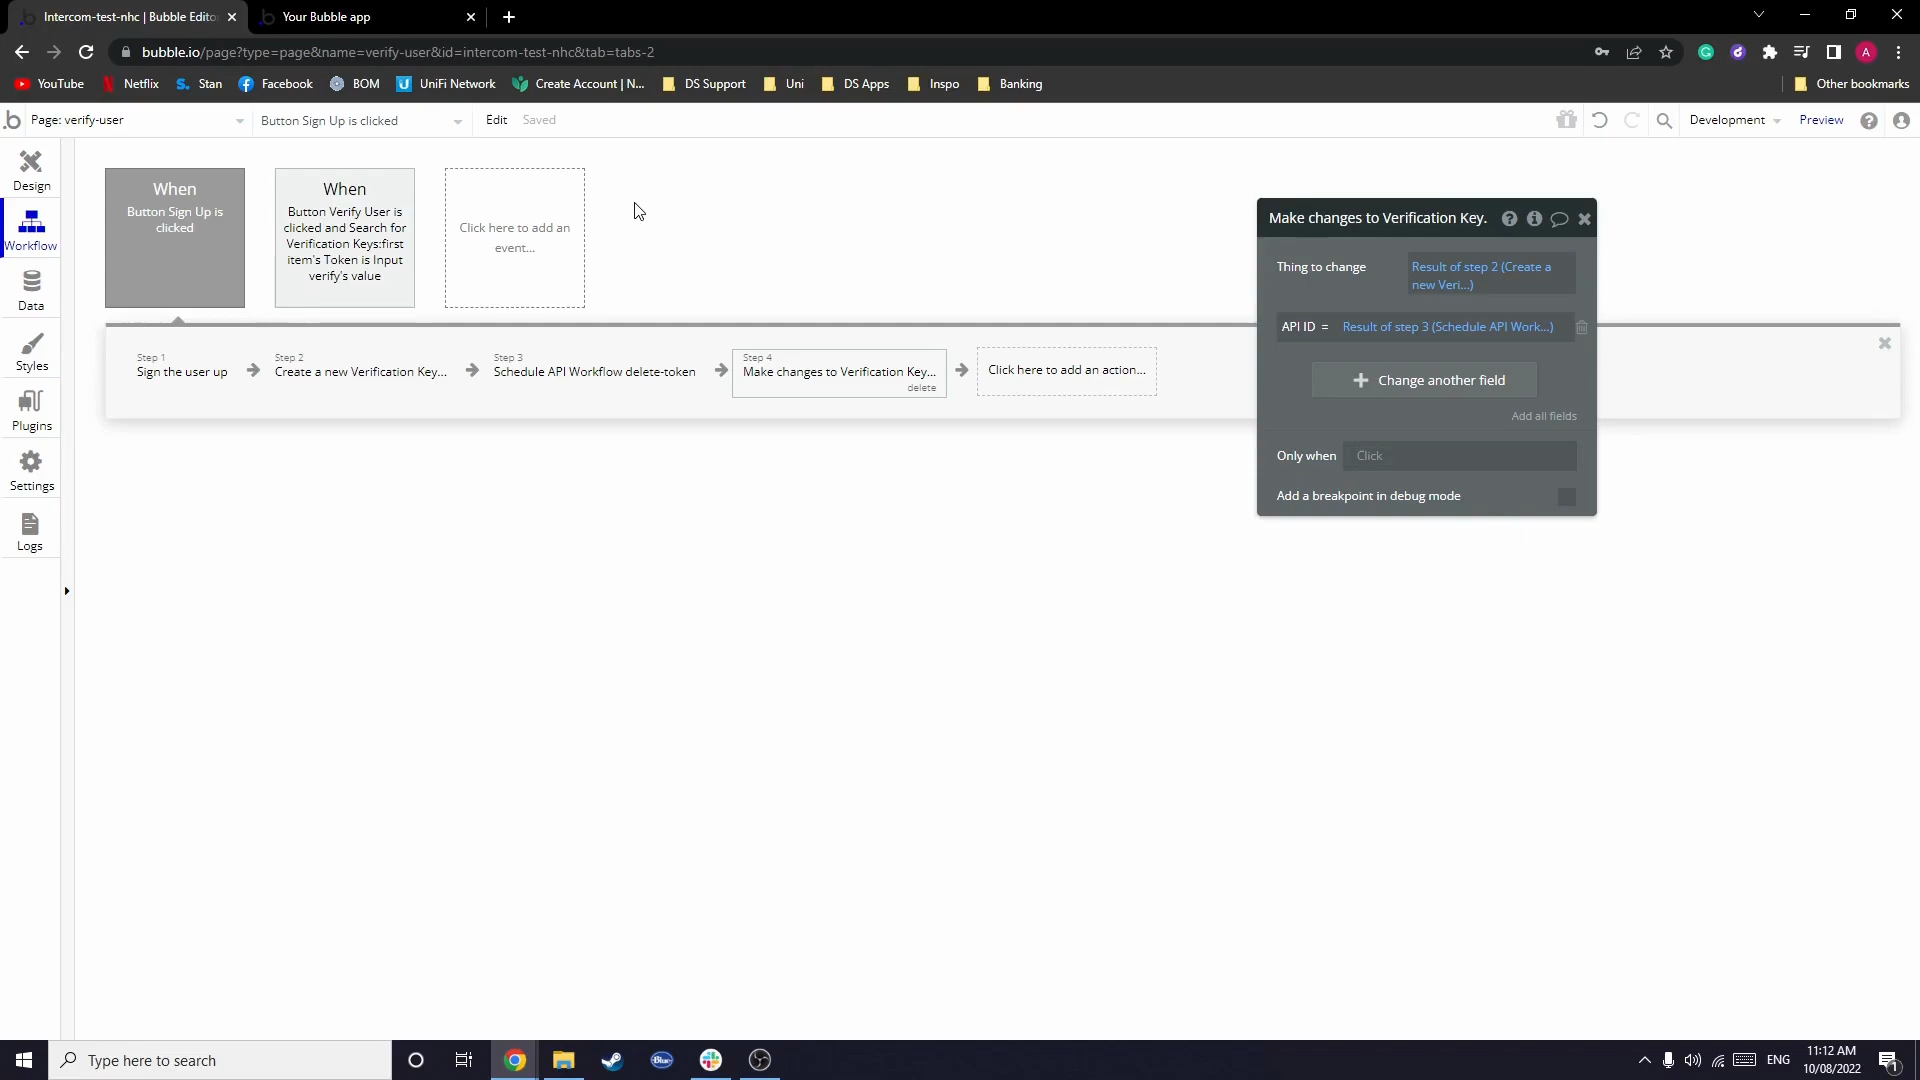 Intercom-test-nhc | Bubble Edito
Your Bubble app
bubble.io/page?type=page&name=verify-user&id=intercom-test-nhc&tab=tabs-2
A
YouTube
Netflix
Stan
Facebook
BOM
UniFi Network
Create Account | N...
DS Support
Uni
DS Apps
Inspo
Banking
Other bookmarks
Page: verify-user
Button Sign Up is clicked
Edit
Saved
Development
Preview
Design
Workflow
Data
Styles
Plugins
Settings
Logs
When
Button Sign Up is
clicked
When
Button Verify User is
clicked and Search for
Verification Keys:first
item's Token is Input
verify's value
Click here to add an
event...
Step 1
Sign the user up
Step 2
Create a new Verification Key...
Step 3
Schedule API Workflow delete-token
Step 4
Make changes to Verification Key...
delete
Click here to add an action...
Make changes to Verification Key.
Thing to change
Result of step 2 (Create a
new Veri...)
API ID =
Result of step 3 (Schedule API Work...)
Change another field
Add all fields
Only when
Click
Add a breakpoint in debug mode
Type here to search
Blue
ENG
11:12 AM
10/08/2022
1